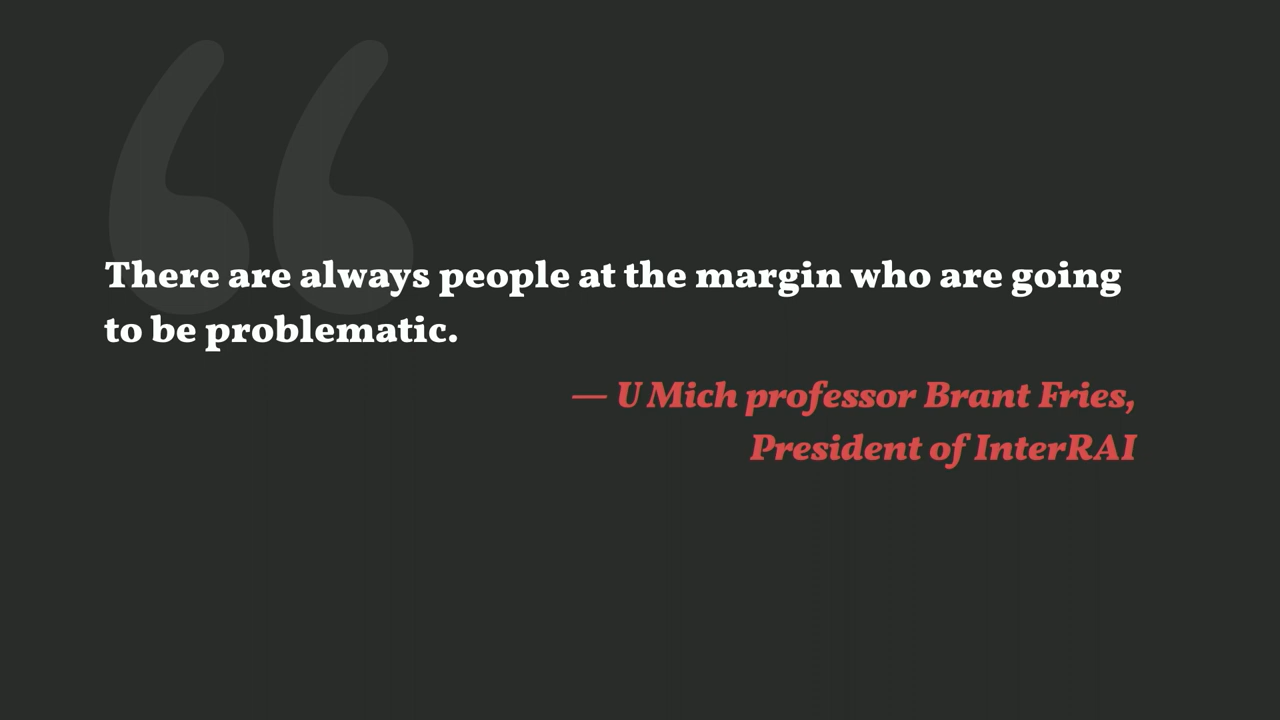 There are always people at the margin who are going
to be problematic.
— U Mich professor Brant Fries,
President of InterRAI